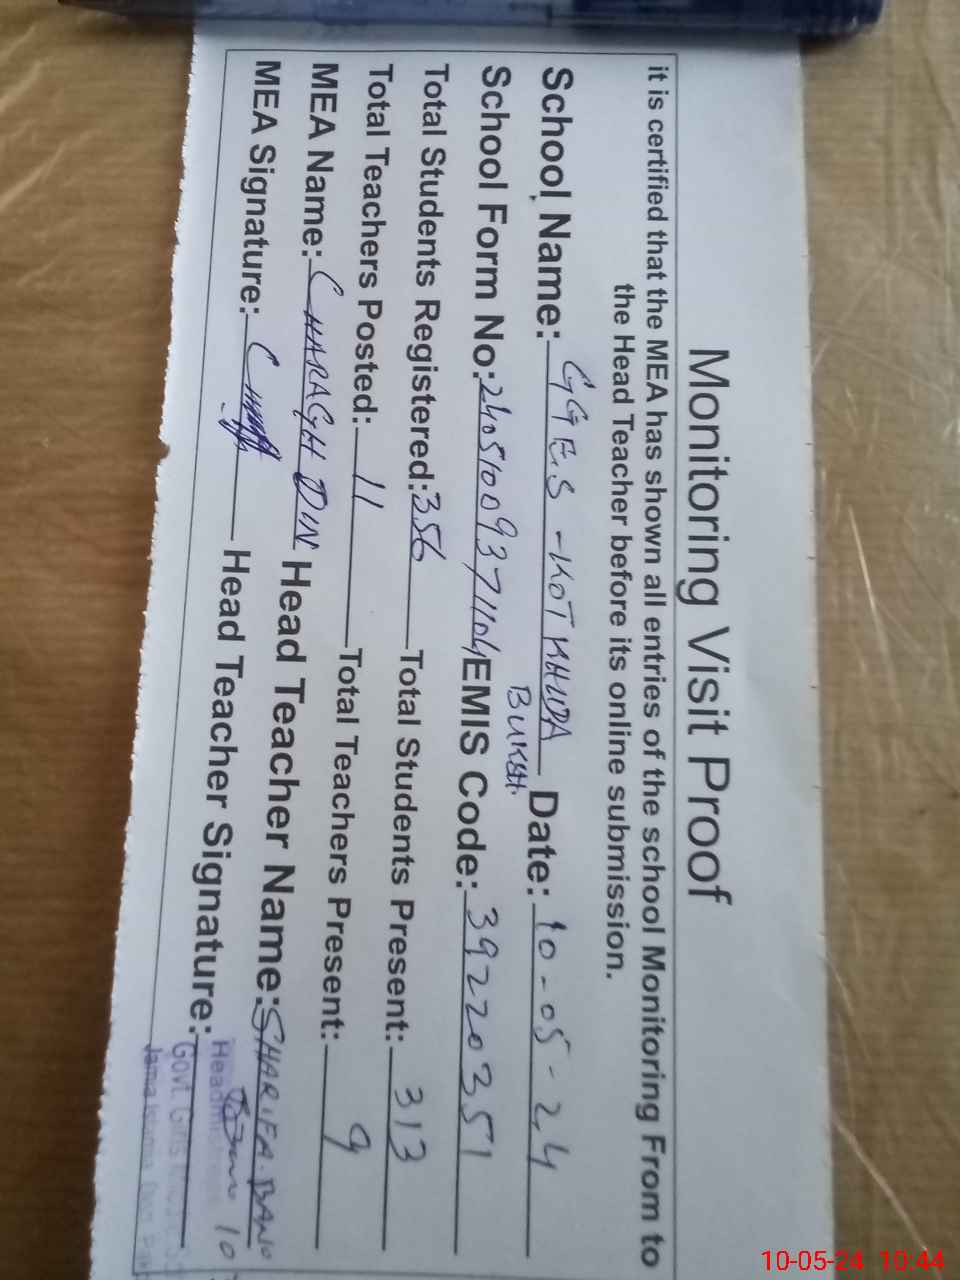 Monitoring Visit Proof
it is certified that the MEA has shown all entries of the school Monitoring From to
the Head Teacher before its online submission.
School Name: GGES - KOT KHUDA Date: 10-05-24
BUKSH.
School Form No: 24051009371104 EMIS Code: 39220351
Total Students Registered: 356 Total Students Present: 313
Total Teachers Posted: 11 Total Teachers Present: 9
MEA Name: CHARAGH DIN Head Teacher Name: SHARIFA.BANO
MEA Signature: Head Teacher Signature:
Headmistress
Govt. Girls
10-05-24 10:44